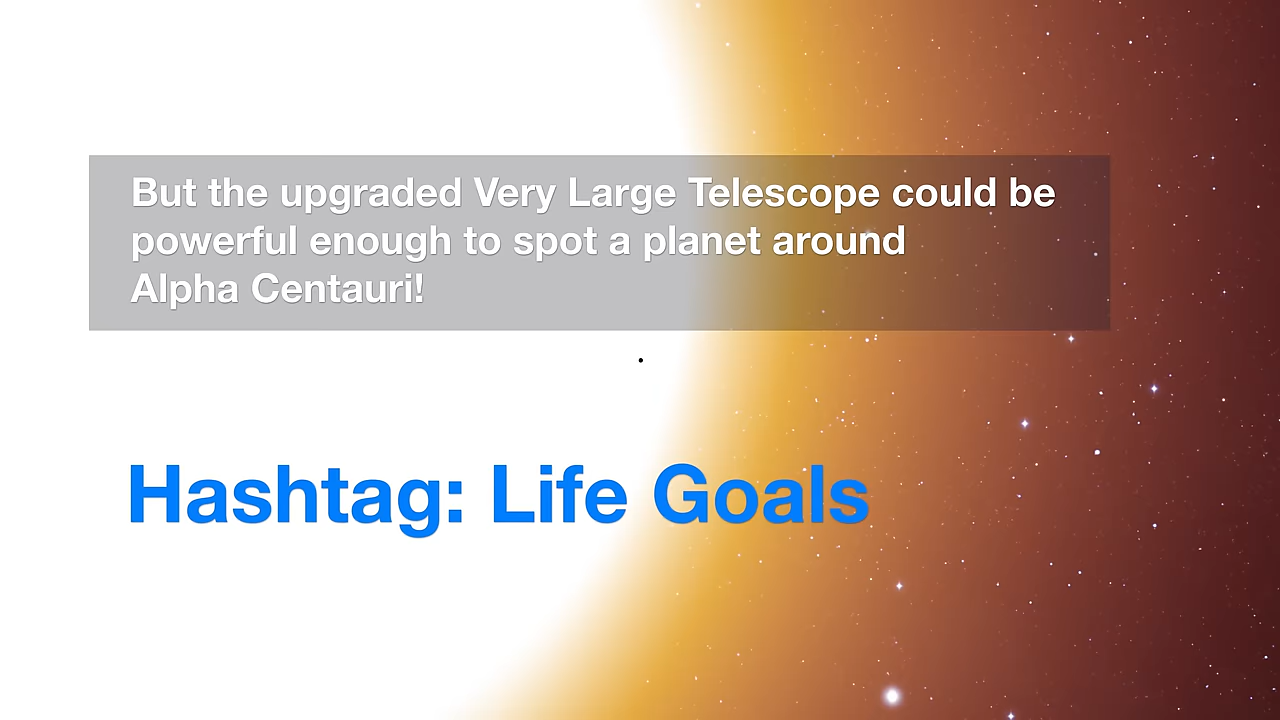 But the upgraded Very Large Telescope could be
powerful enough to spot a planet around
Alpha Centauri!
Hashtag: Life Goals